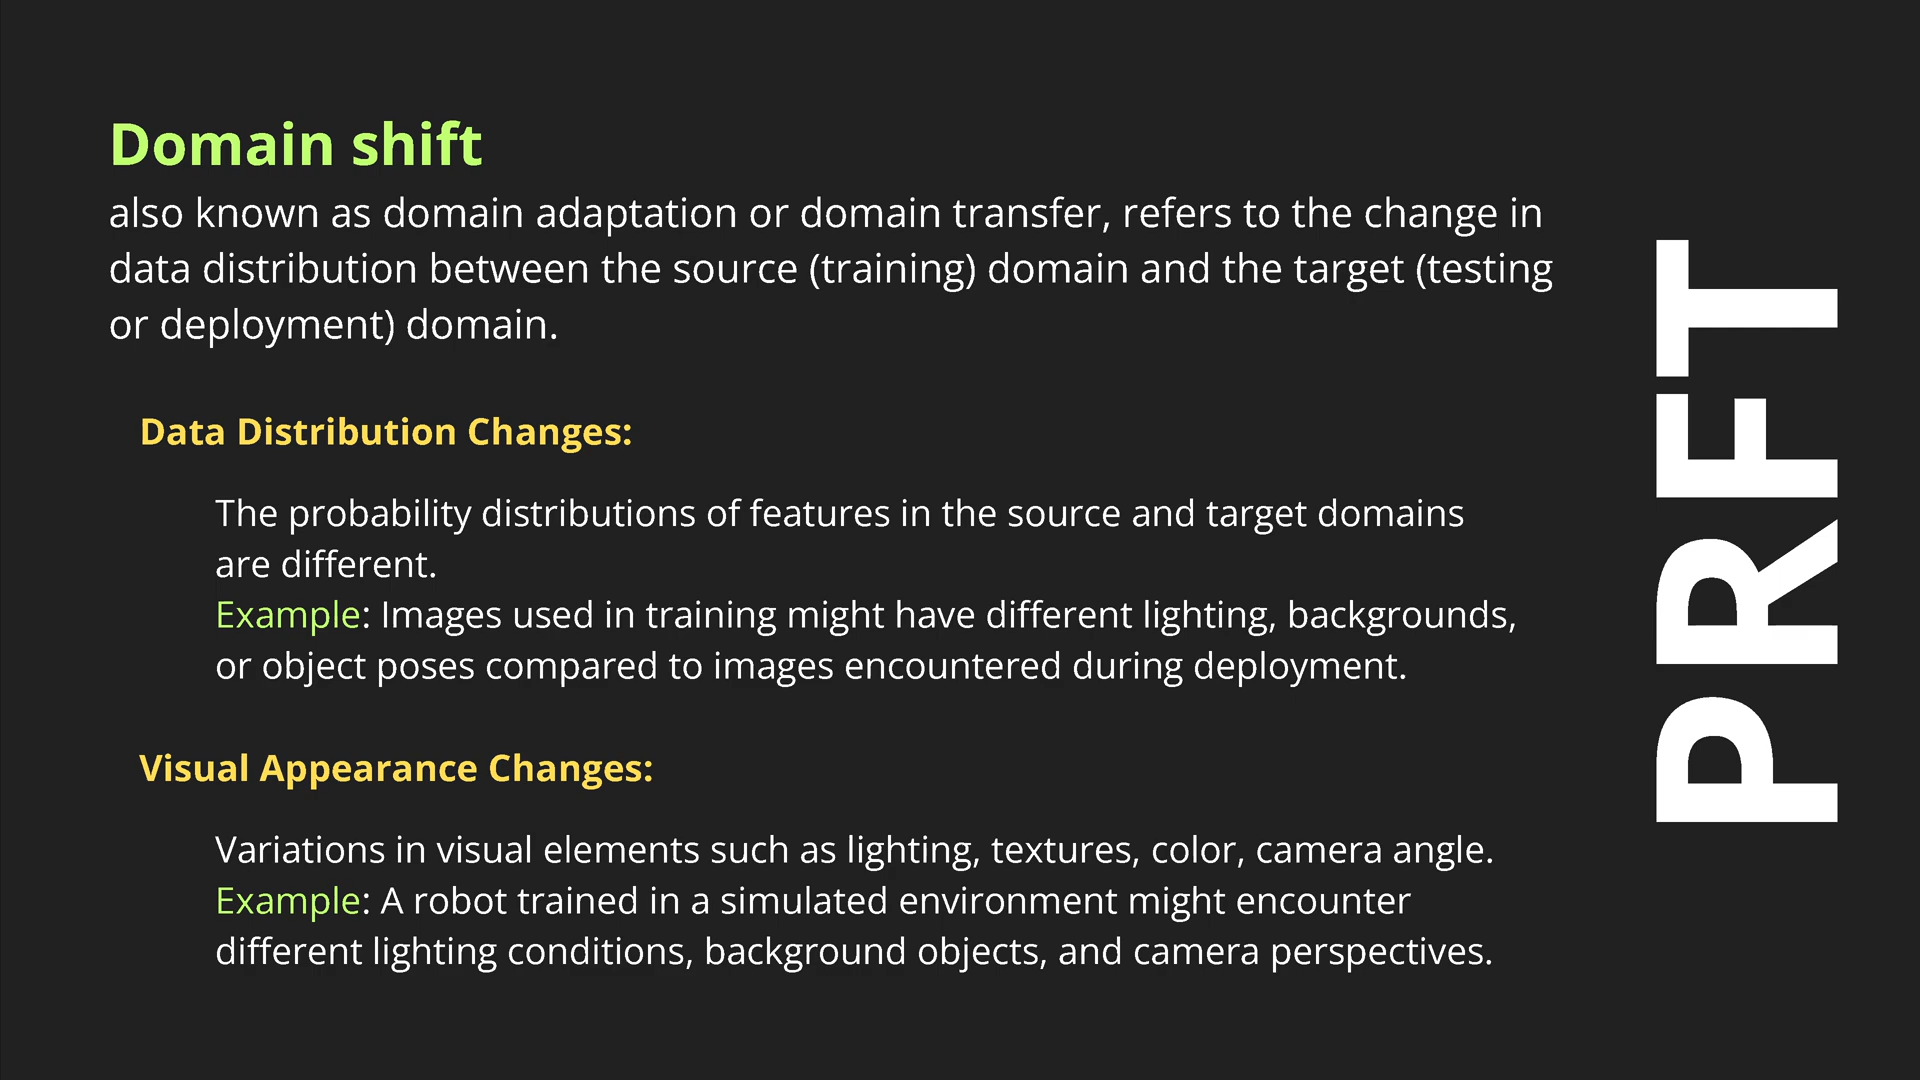 Domain shift
also known as domain adaptation or domain transfer, refers to the change in
data distribution between the source (training) domain and the target (testing
or deployment) domain.
Data Distribution Changes:
The probability distributions of features in the source and target domains
are different.
Example: Images used in training might have different lighting, backgrounds,
or object poses compared to images encountered during deployment.
Visual Appearance Changes:
Variations in visual elements such as lighting, textures, color, camera angle.
Example: A robot trained in a simulated environment might encounter
different lighting conditions, background objects, and camera perspectives.
PRFT